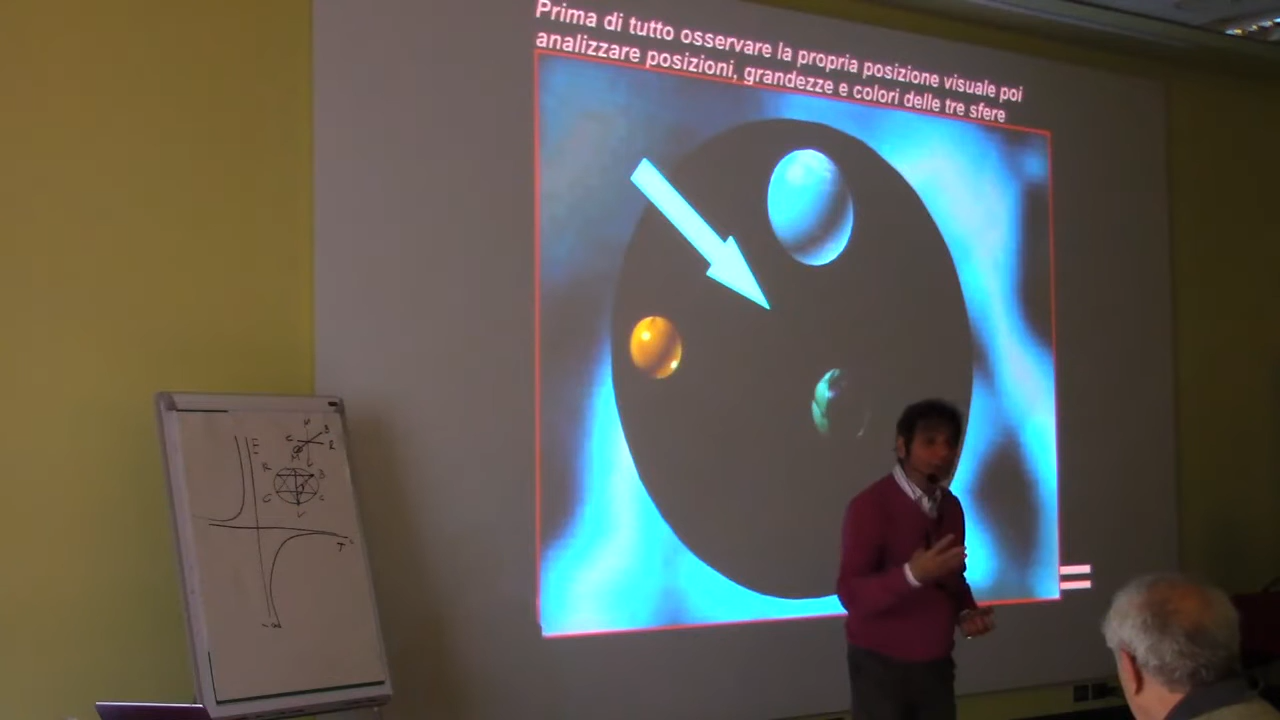 Prima di tutto osservare la propria posizione visuale poi
analizzare posizioni, grandezze e colori delle tre sfere
=
E
B
R
R
B
G
C
T